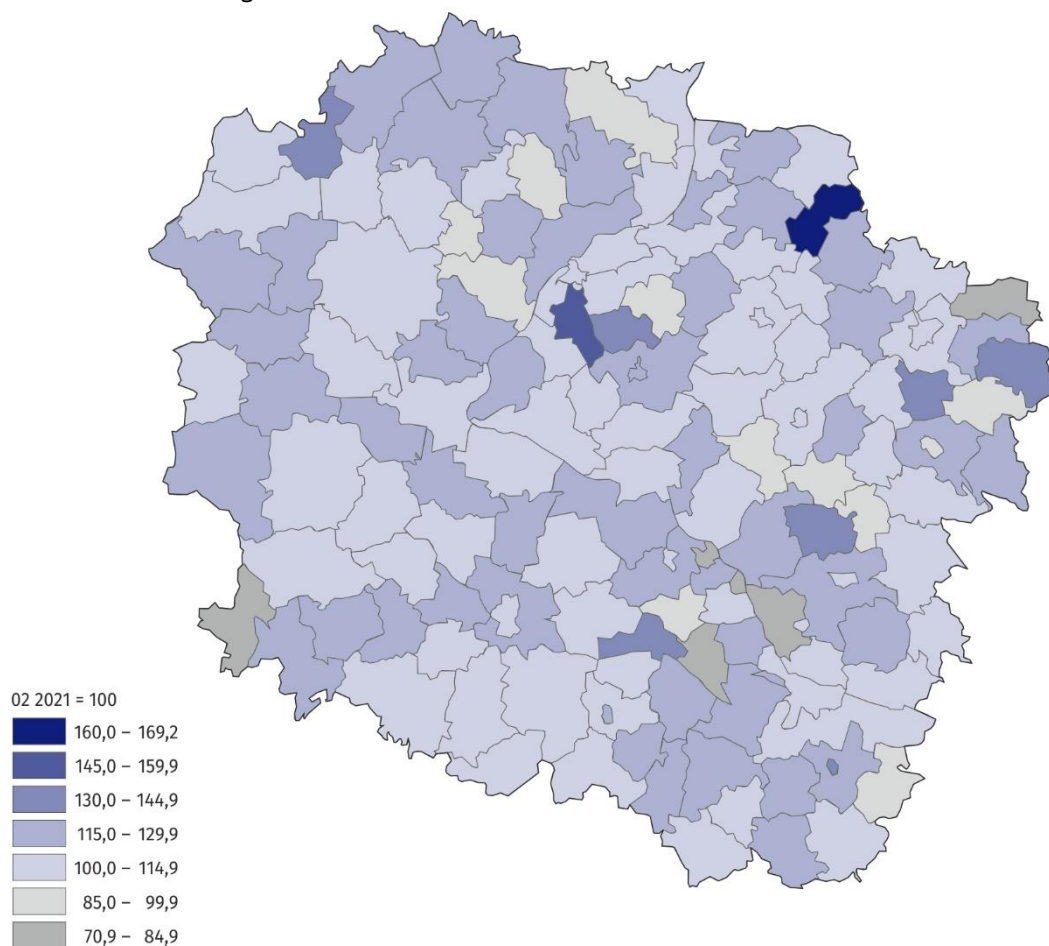 02 2021 = 100
160,0 – 169,2
145,0 – 159,9
130,0 – 144,9
115,0 – 129,9
100,0 – 114,9
85,0 – 99,9
70,9 – 84,9